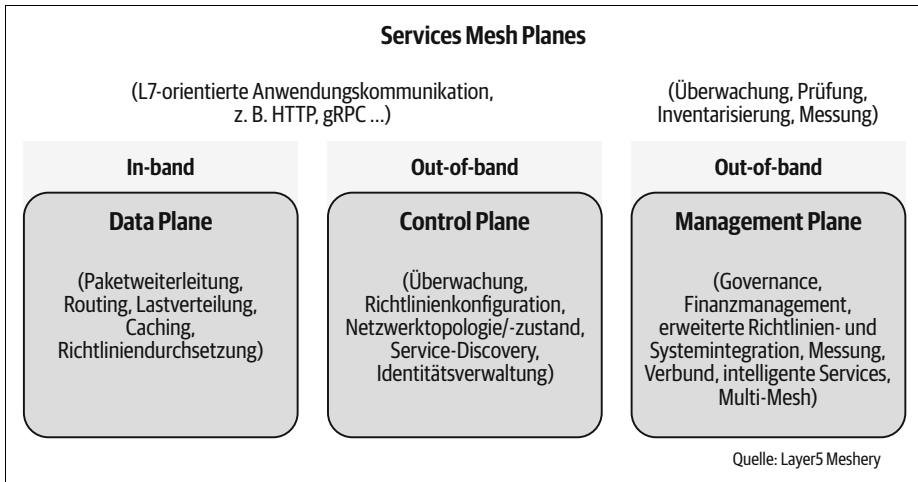 Services Mesh Planes
(L7-orientierte Anwendungskommunikation,
z. B. HTTP, gRPC ...)
(Überwachung, Prüfung,
Inventarisierung, Messung)
In-band
Data Plane
(Paketweiterleitung,
Routing, Lastverteilung,
Caching,
Richtliniendurchsetzung)
Out-of-band
Control Plane
(Überwachung,
Richtlinienkonfiguration,
Netzwerktopologie/-zustand,
Service-Discovery,
Identitätsverwaltung)
Out-of-band
Management Plane
(Governance,
Finanzmanagement,
erweiterte Richtlinien- und
Systemintegration, Messung,
Verbund, intelligente Services,
Multi-Mesh)
Quelle: Layer5 Meshery